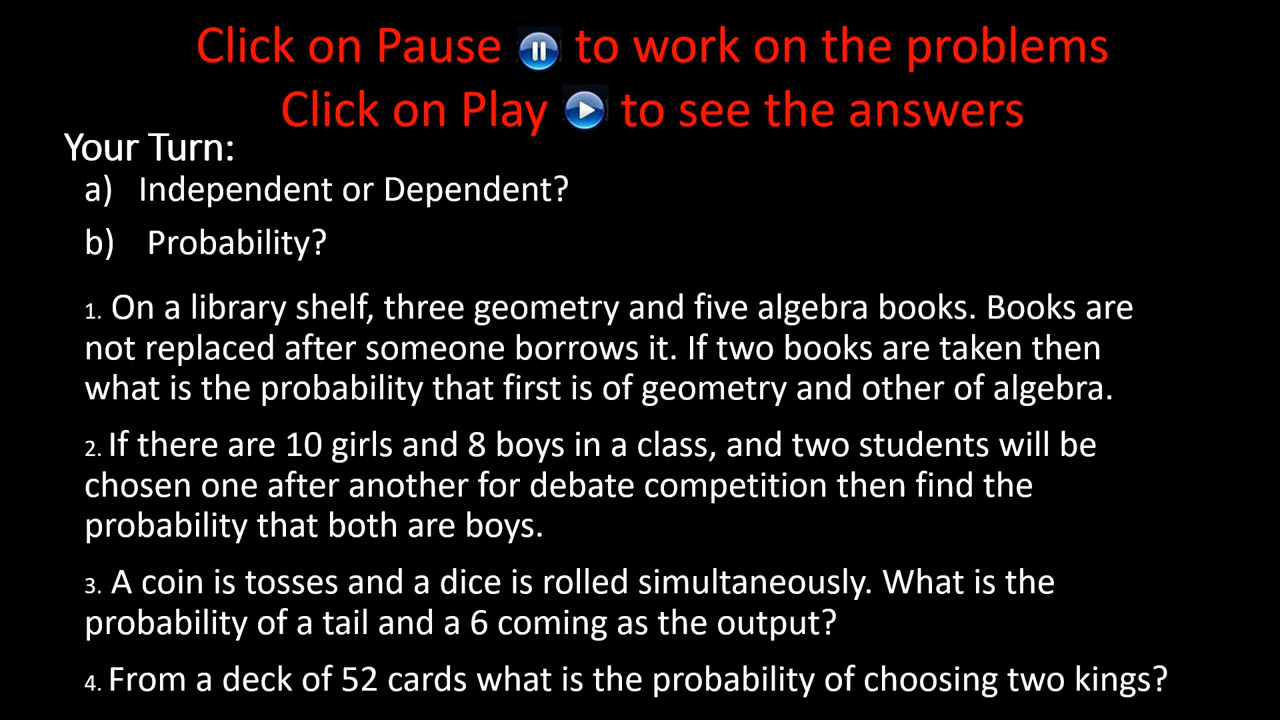 Click on Pause to work on the problems
Click on Play to see the answers
Your Turn:
a) Independent or Dependent?
b) Probability?
1. On a library shelf, three geometry and five algebra books. Books are
not replaced after someone borrows it. If two books are taken then
what is the probability that first is of geometry and other of algebra.
2. If there are 10 girls and 8 boys in a class, and two students will be
chosen one after another for debate competition then find the
probability that both are boys.
3. A coin is tosses and a dice is rolled simultaneously. What is the
probability of a tail and a 6 coming as the output?
4. From a deck of 52 cards what is the probability of choosing two kings?